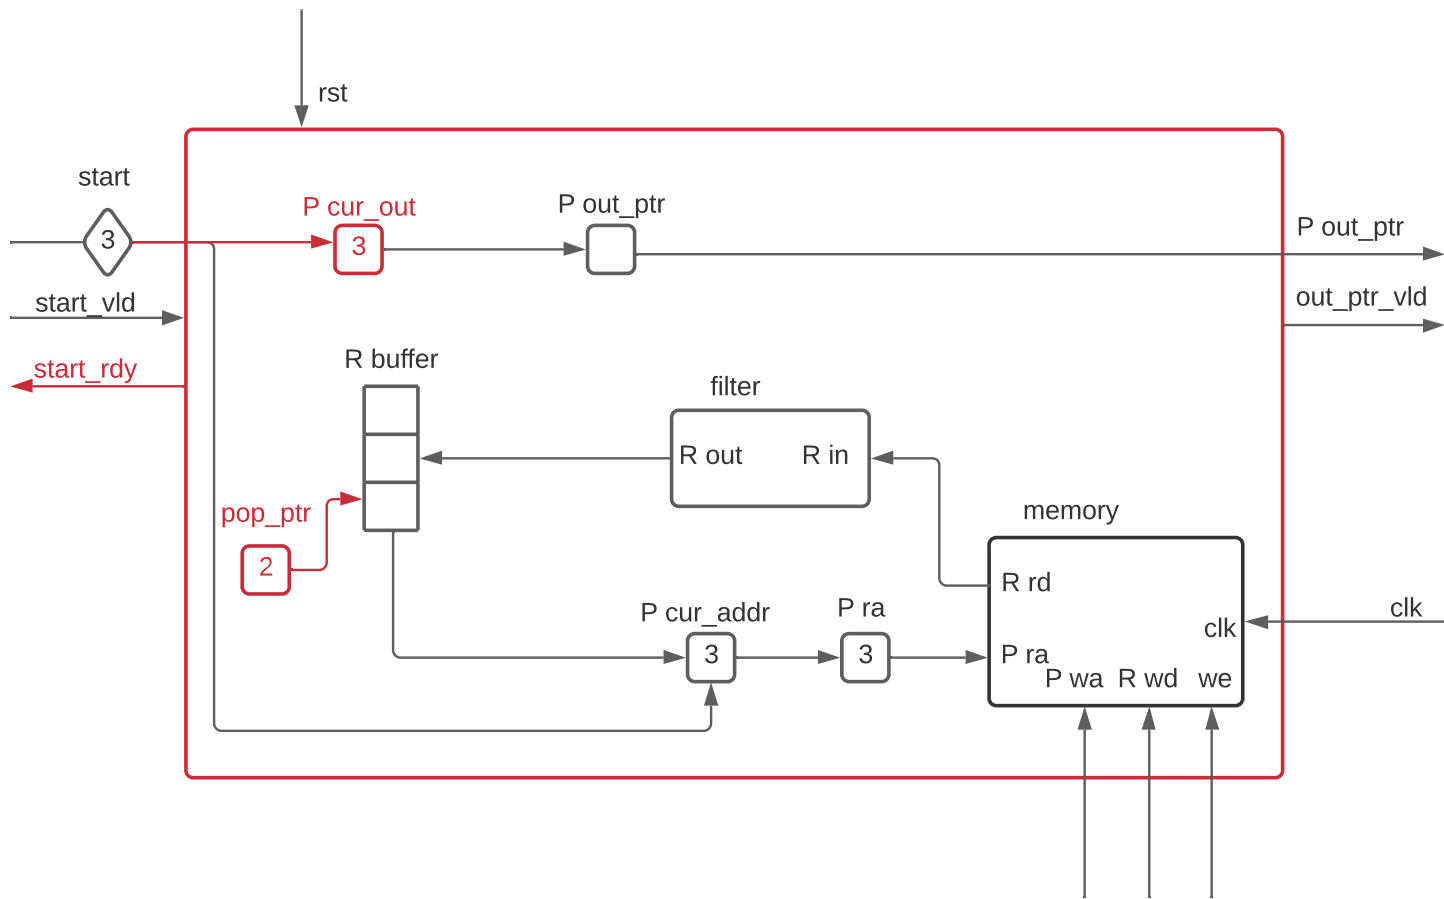 rst
start
3
P cur_out
3
P out_ptr
P out_ptr
start_vld
out_ptr_vld
start_rdy
R buffer
filter
R out
R in
pop_ptr
2
memory
R rd
clk
clk
P cur_addr
3
P ra
3
P ra
P wa
R wd
we